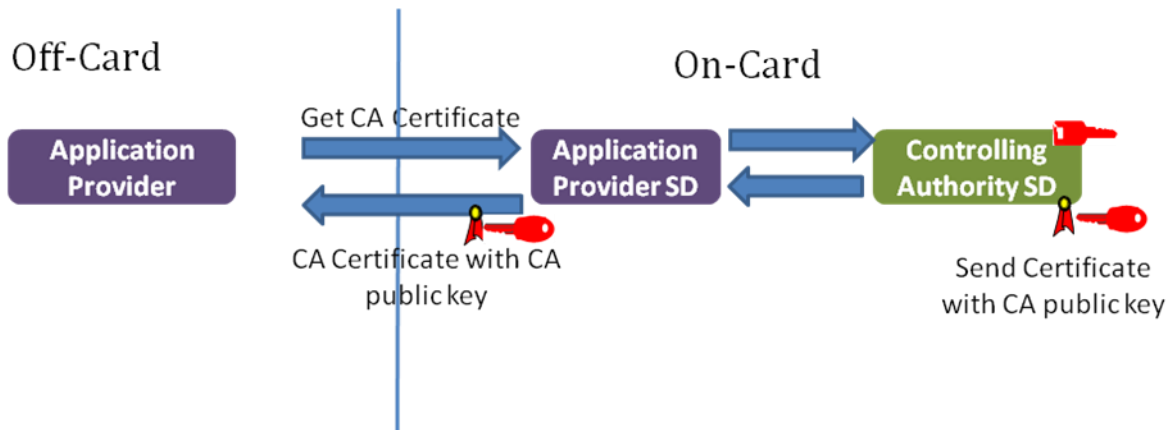 Off-Card
On-Card
Get CA Certificate
Application
Provider
Application
Provider SD
Controlling
Authority SD
CA Certificate with CA
public key
Send Certificate
with CA public key